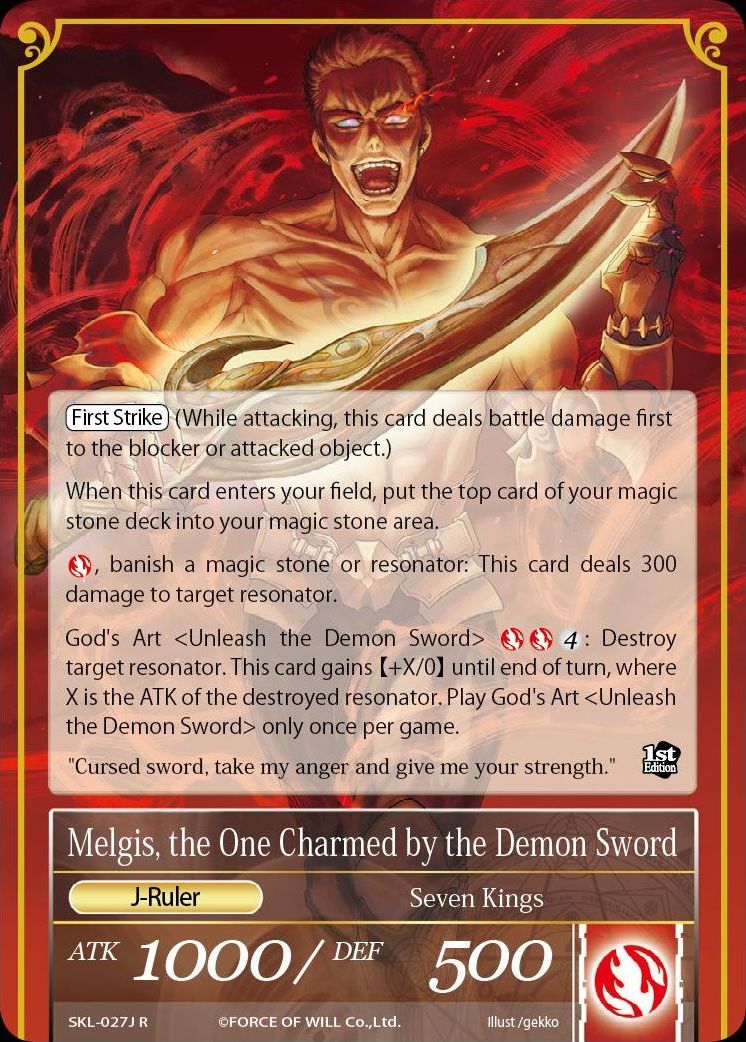 First Strike (While attacking, this card deals battle damage first
to the blocker or attacked object.)
When this card enters your field, put the top card of your magic
stone deck into your magic stone area.
, banish a magic stone or resonator: This card deals 300
damage to target resonator.
God's Art <Unleash the Demon Sword> 4 : Destroy
target resonator. This card gains 【+X/0】 until end of turn, where
X is the ATK of the destroyed resonator. Play God's Art <Unleash
the Demon Sword> only once per game.
"Cursed sword, take my anger and give me your strength."
1st
Edition
Melgis, the One Charmed by the Demon Sword
J-Ruler Seven Kings
ATK 1000 / DEF 500
SKL-027J R ©FORCE OF WILL Co.,Ltd. Illust /gekko